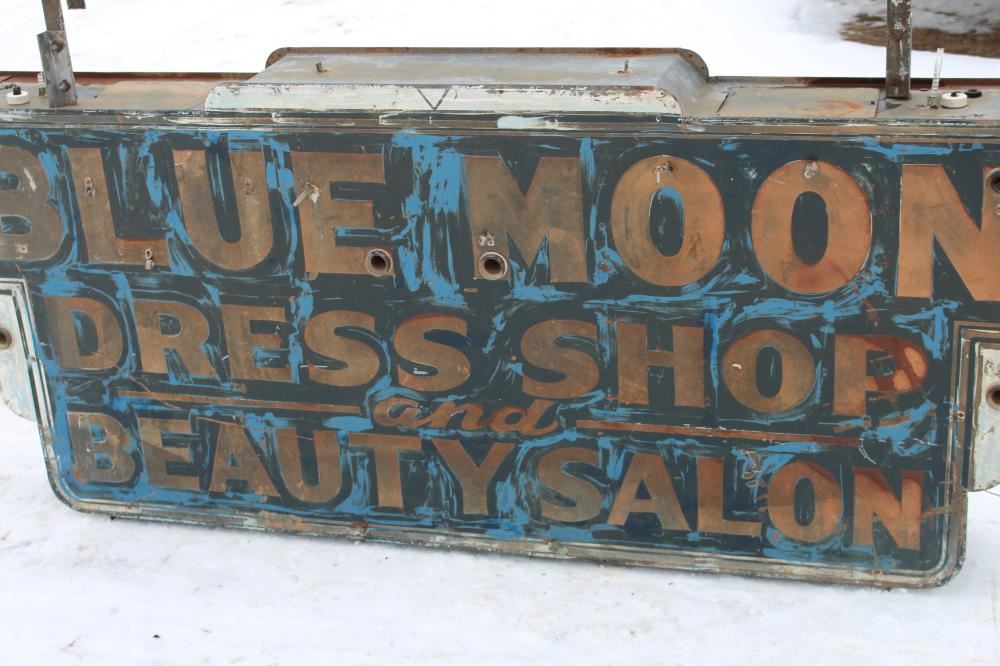 BLUE MOON
DRESS SHOP
and
BEAUTY SALON